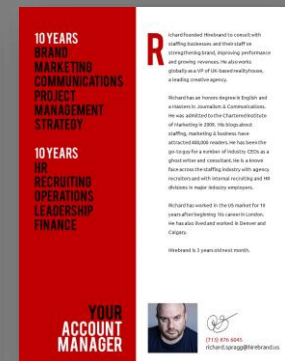 10 YEARS
BRAND
MARKETING
COMMUNICATIONS
PROJECT
MANAGEMENT
STRATEGY
10 YEARS
HR
RECRUITING
OPERATIONS
LEADERSHIP
FINANCE
YOUR
ACCOUNT
MANAGER
Richard founded Hirebrand to consult with
staffing businesses and their staff on
strengthening brand, improving performance
and growing revenues. He also works
globally as a VP of UK-based realityhouse,
a leading creative agency.
Richard has an honors degree in English and
a masters in Journalism & Communications.
He was admitted to the Chartered Institute
of Marketing in 2005. His blogs about
staffing, marketing & business have
attracted 400,000 readers. He has been the
go-to guy for a number of industry CEOs as a
ghost writer and consultant. He is a known
face across the staffing industry with agency
recruiters and with internal recruiting and HR
divisions in major industry employers.
Richard has worked in the US market for 10
years after beginning his career in London.
He has also lived and worked in Denver and
Calgary.
Hirebrand is 3 years old next month.
(713) 876 6045
richard.spragg@hirebrand.us